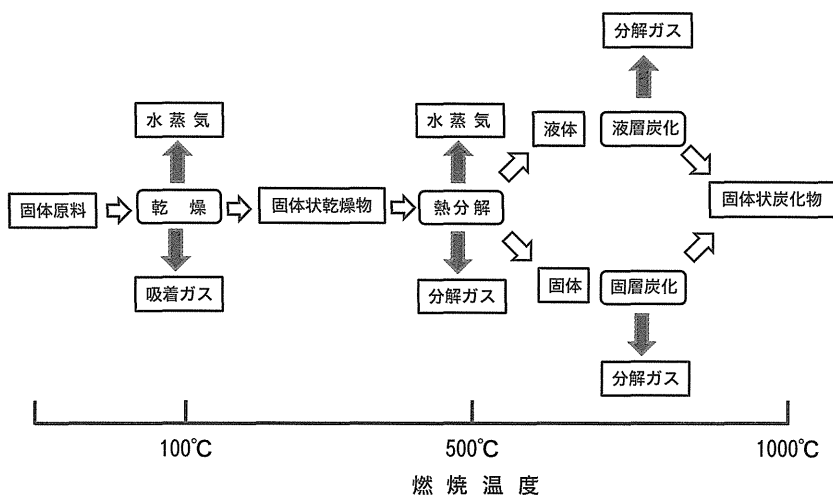 分解ガス
水蒸気
水蒸気
液体
液層炭化
固体原料
乾 燥
固体状乾燥物
熱分解
固体状炭化物
吸着ガス
分解ガス
固体
固層炭化
分解ガス
100℃
500℃
1000℃
燃焼温度